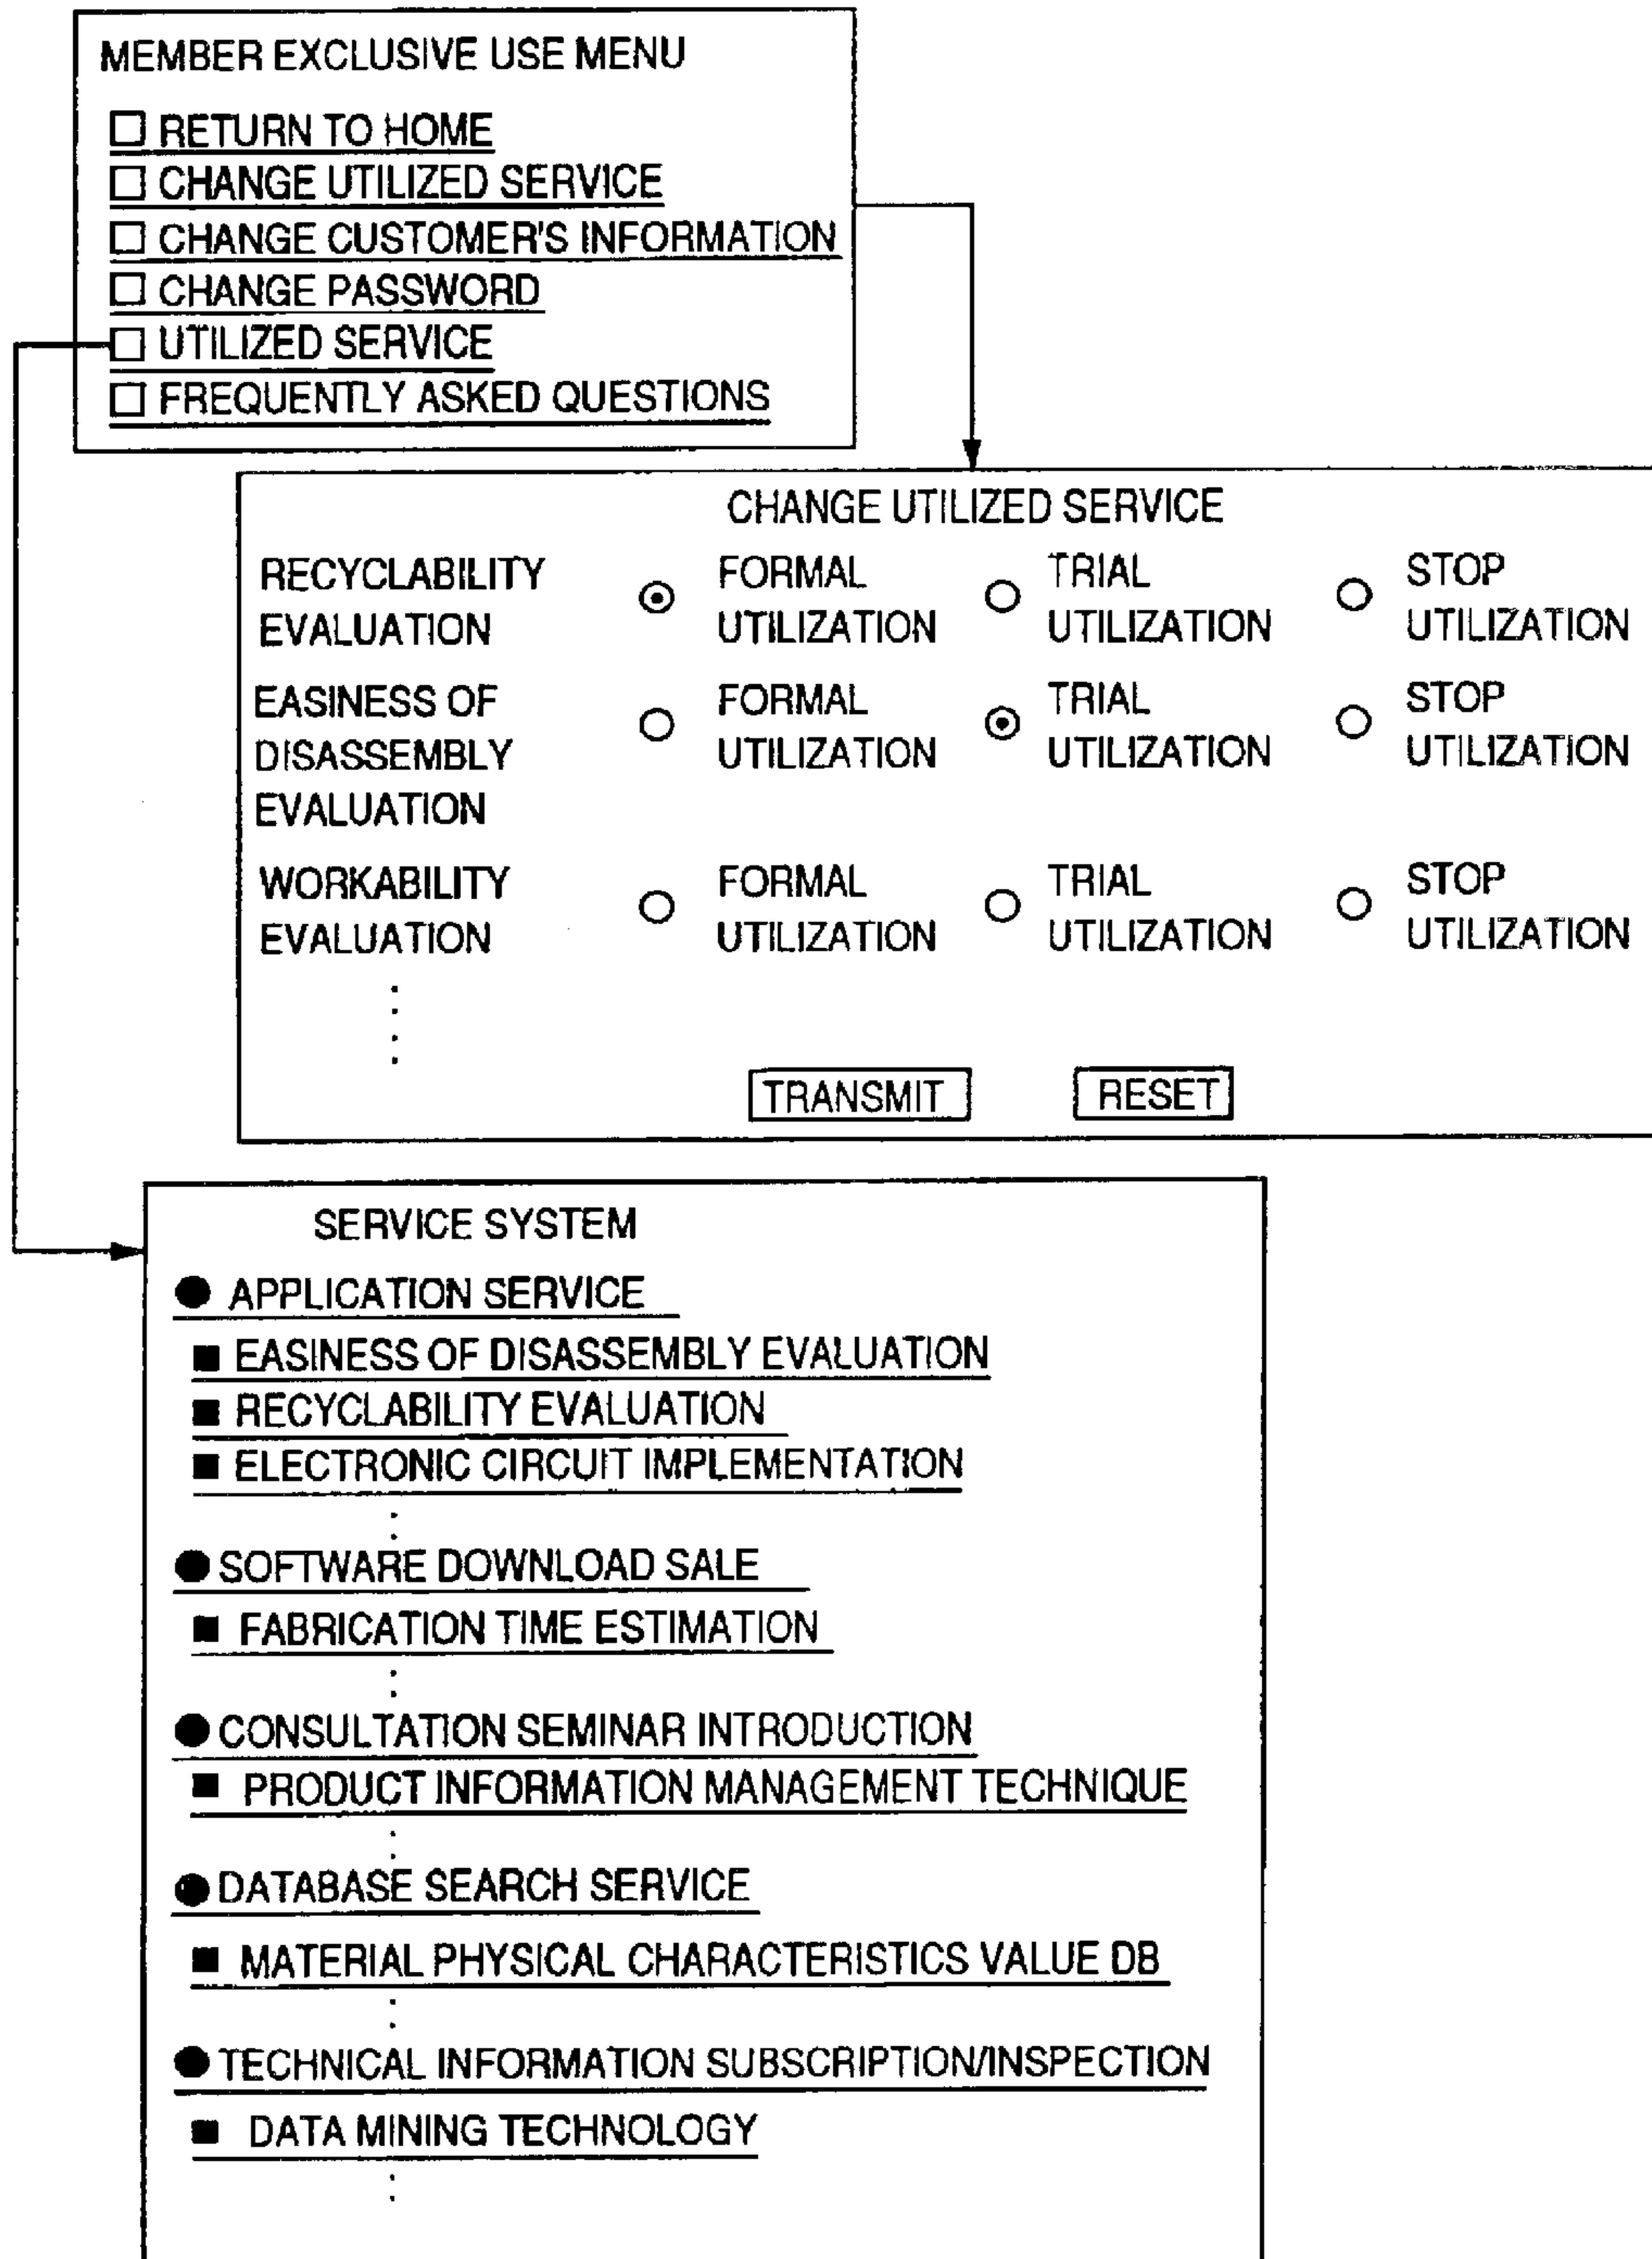 MEMBER EXCLUSIVE USE MENU
RETURN TO HOME
CHANGE UTILIZED SERVICE
CHANGE CUSTOMER'S INFORMATION
CHANGE PASSWORD
UTILIZED SERVICE
FREQUENTLY ASKED QUESTIONS
CHANGE UTILIZED SERVICE
RECYCLABILITY FORMAL TRIAL STOP
EVALUATION UTILIZATION UTILIZATION UTILIZATION
EASINESS OF FORMAL TRIAL STOP
DISASSEMBLY UTILIZATION UTILIZATION UTILIZATION
EVALUATION
WORKABILITY FORMAL TRIAL STOP
EVALUATION UTILIZATION UTILIZATION UTILIZATION
TRANSMIT RESET
SERVICE SYSTEM
APPLICATION SERVICE
EASINESS OF DISASSEMBLY EVALUATION
RECYCLABILITY EVALUATION
ELECTRONIC CIRCUIT IMPLEMENTATION
SOFTWARE DOWNLOAD SALE
FABRICATION TIME ESTIMATION
CONSULTATION SEMINAR INTRODUCTION
PRODUCT INFORMATION MANAGEMENT TECHNIQUE
DATABASE SEARCH SERVICE
MATERIAL PHYSICAL CHARACTERISTICS VALUE DB
TECHNICAL INFORMATION SUBSCRIPTION/INSPECTION
DATA MINING TECHNOLOGY